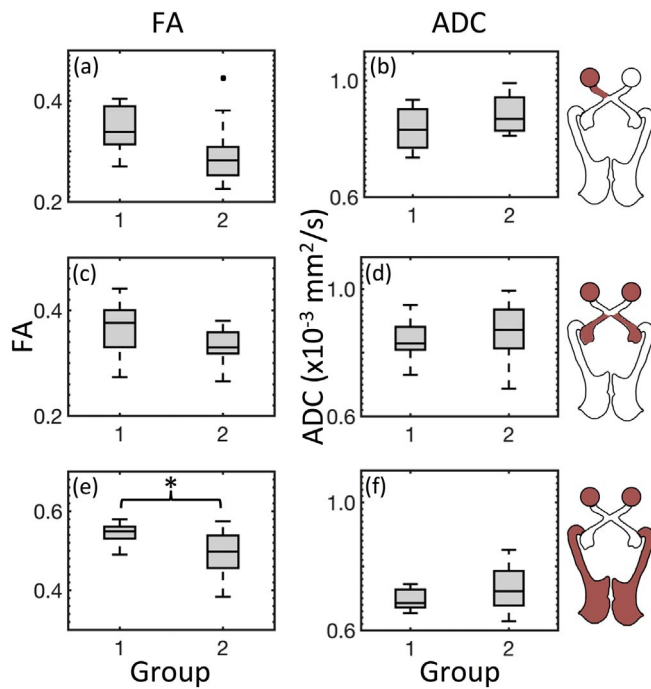 FA ADC
(a) (b)
0.4 1.0
0.2 0.6
1 2 1 2
(c) (d)
0.4 1.0
0.2 0.6
1 2 1 2
FA
ADC (x10⁻³ mm²/s)
(e) * (f)
0.6 1.0
0.4 0.6
1 2 1 2
Group Group